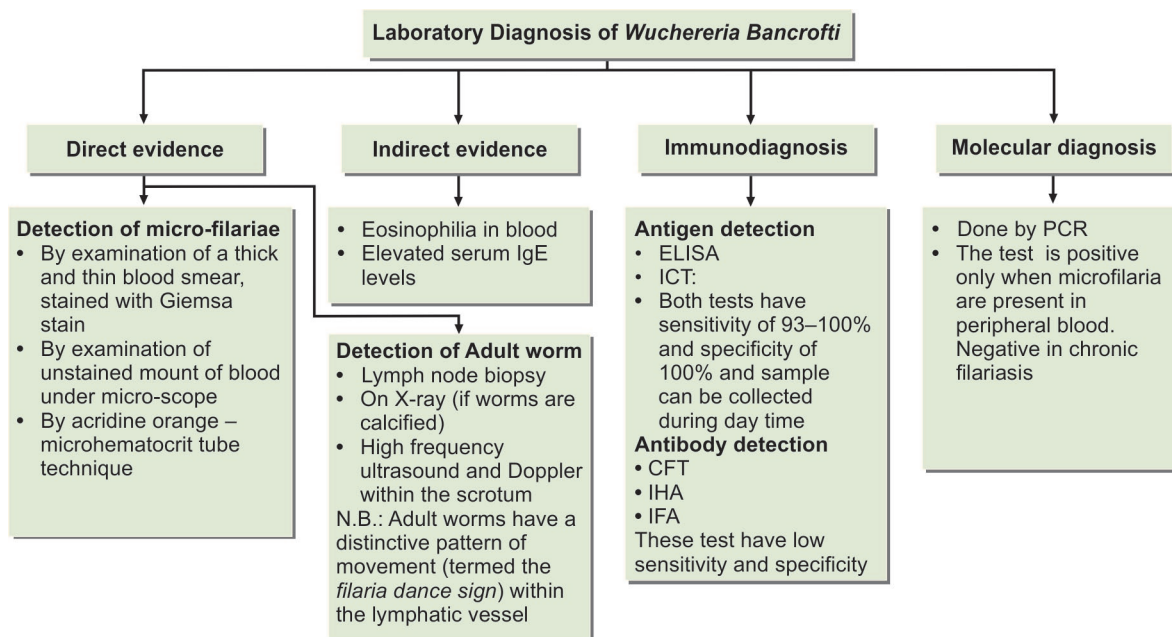 Laboratory Diagnosis of Wuchereria Bancrofti
Direct evidence
Detection of micro-filariae
• By examination of a thick
and thin blood smear,
stained with Giemsa
stain
• By examination of
unstained mount of blood
under micro-scope
• By acridine orange –
microhematocrit tube
technique
Indirect evidence
• Eosinophilia in blood
• Elevated serum IgE
levels
Detection of Adult worm
• Lymph node biopsy
• On X-ray (if worms are
calcified)
• High frequency
ultrasound and Doppler
within the scrotum
N.B.: Adult worms have a
distinctive pattern of
movement (termed the
filaria dance sign) within
the lymphatic vessel
Immunodiagnosis
Antigen detection
• ELISA
• ICT:
• Both tests have
sensitivity of 93–100%
and specificity of
100% and sample
can be collected
during day time
Antibody detection
• CFT
• IHA
• IFA
These test have low
sensitivity and specificity
Molecular diagnosis
• Done by PCR
• The test is positive
only when microfilaria
are present in
peripheral blood.
Negative in chronic
filariasis